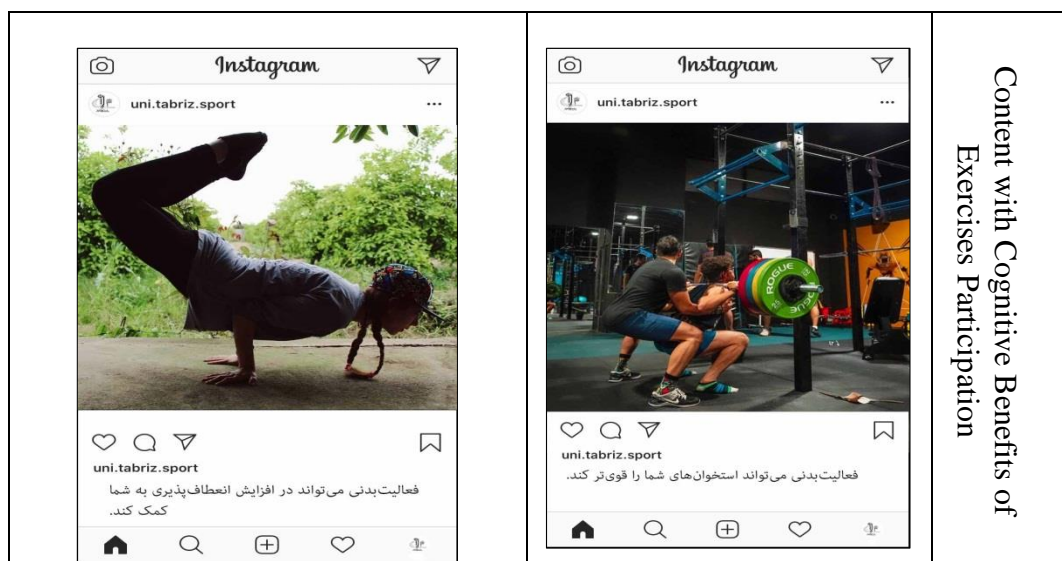 Instagram
uni.tabriz.sport
uni.tabriz.sport
فعالیت‌بدنی می‌تواند در افزایش انعطاف‌پذیری به شما
کمک کند.
Instagram
uni.tabriz.sport
ROGUE
uni.tabriz.sport
فعالیت‌بدنی می‌تواند استخوان‌های شما را قوی‌تر کند.
Content with Cognitive Benefits of
Exercises Participation